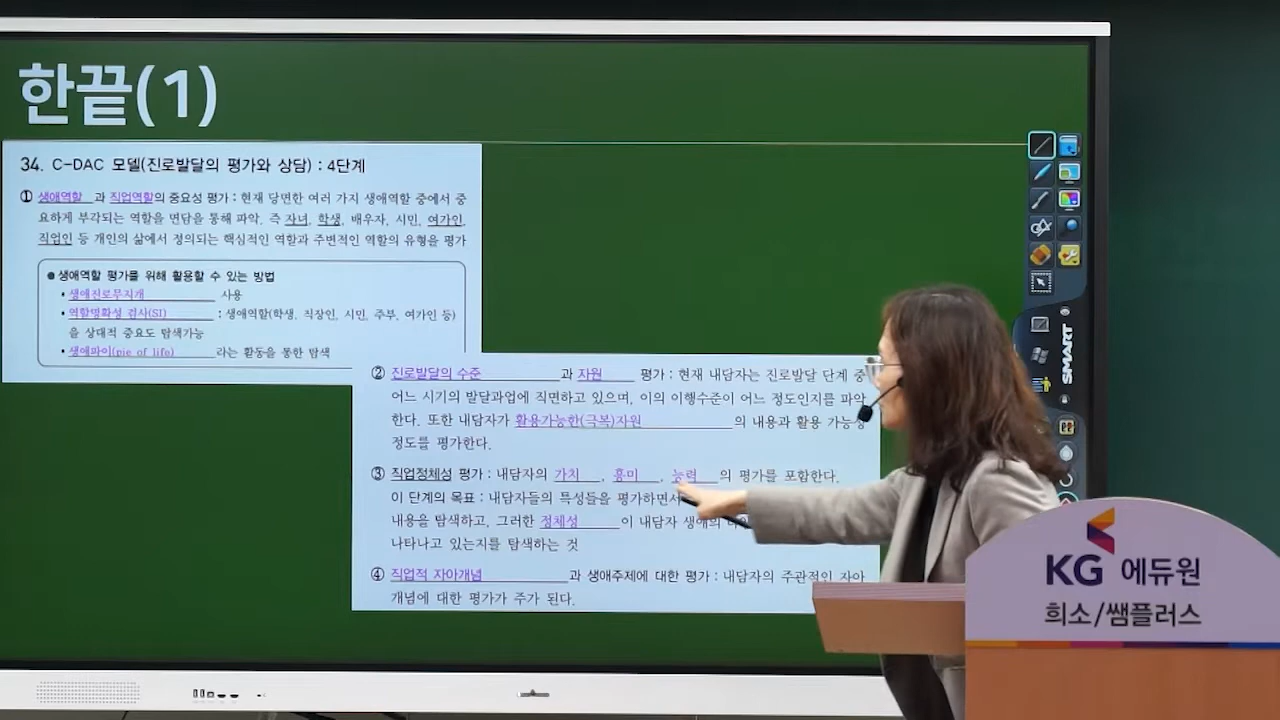 한끝(1)
34. C-DAC 모델(진로발달의 평가와 상담) : 4단계
① 생애역할 과 직업역할의 중요성 평가 : 현재 당면한 여러 가지 생애역할 중에서 중
요하게 부각되는 역할을 면담을 통해 파악, 즉 자녀, 학생, 배우자, 시민, 여가인,
직업인 등 개인의 삶에서 정의되는 핵심적인 역할과 주변적인 역할의 유형을 평가
● 생애역할 평가를 위해 활용할 수 있는 방법
• 생애진로무지개 사용
• 역할명확성 검사(SI) : 생애역할(학생, 직장인, 시민, 주부, 여가인 등)
을 상대적 중요도 탐색가능
• 생애파이(pie of life) 라는 활동을 통한 탐색
② 진로발달의 수준 과 자원 평가 : 현재 내담자는 진로발달 단계 중
어느 시기의 발달과업에 직면하고 있으며, 이의 이행수준이 어느 정도인지를 파악
한다. 또한 내담자가 활용가능한(극복)자원 의 내용과 활용 가능성
정도를 평가한다.
③ 직업정체성 평가 : 내담자의 가치 , 흥미 , 능력 의 평가를 포함한다.
이 단계의 목표 : 내담자들의 특성들을 평가하면서
내용을 탐색하고, 그러한 정체성 이 내담자 생애의
나타나고 있는지를 탐색하는 것
④ 직업적 자아개념 과 생애주제에 대한 평가 : 내담자의 주관적인 자아
개념에 대한 평가가 주가 된다.
SMART
KG 에듀원
희소/쌤플러스